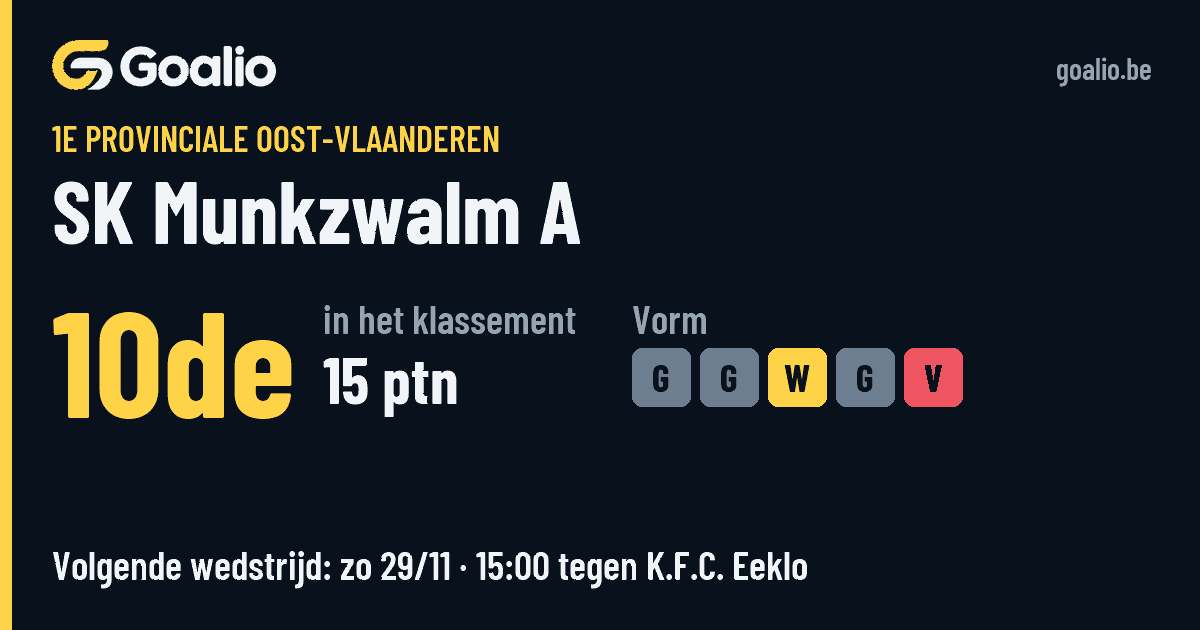 Goalio
goalio.be
1E PROVINCIALE OOST-VLAANDEREN
SK Munkzwalm A
10de
in het klassement
15 ptn
Vorm
G G W G V
Volgende wedstrijd: zo 29/11 · 15:00 tegen K.F.C. Eeklo